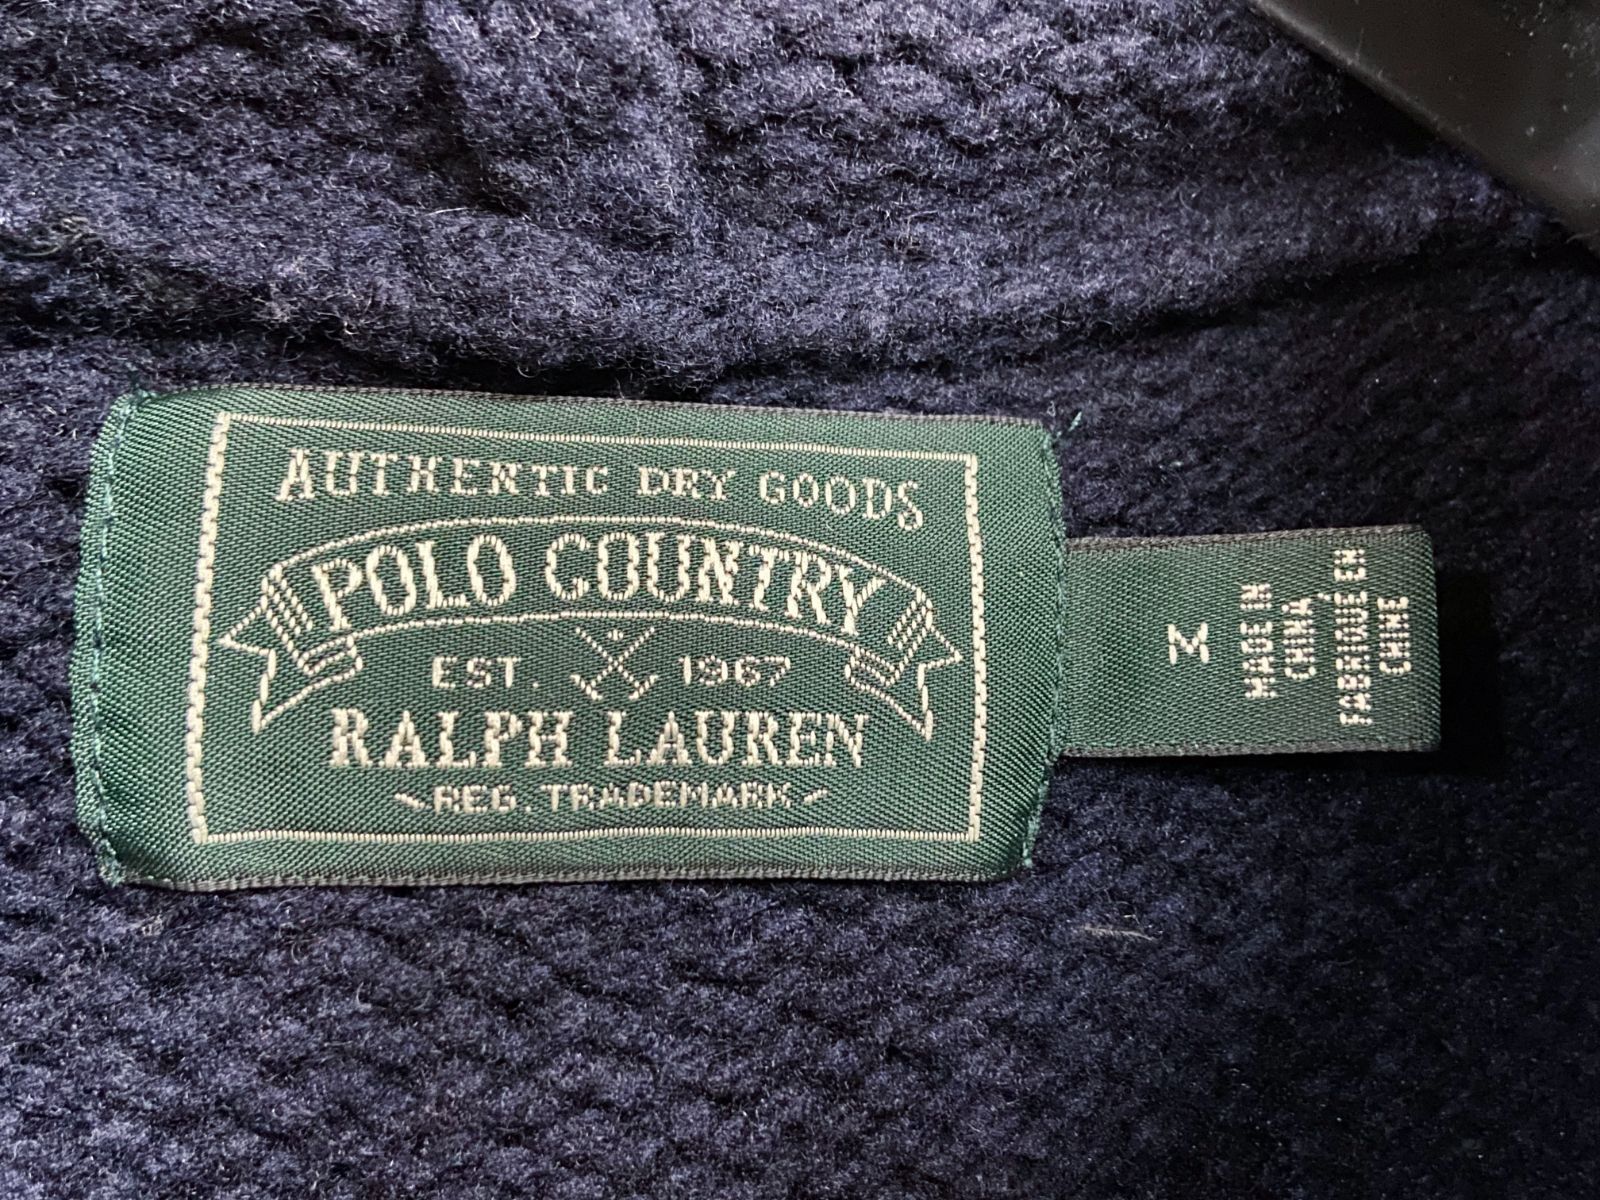 AUTHENTIC DRY GOODS
POLO COUNTRY
EST. 1967
RALPH LAUREN
REG. TRADEMARK
M
MADE IN
CHINA
FABRIQUÉ EN
CHINE